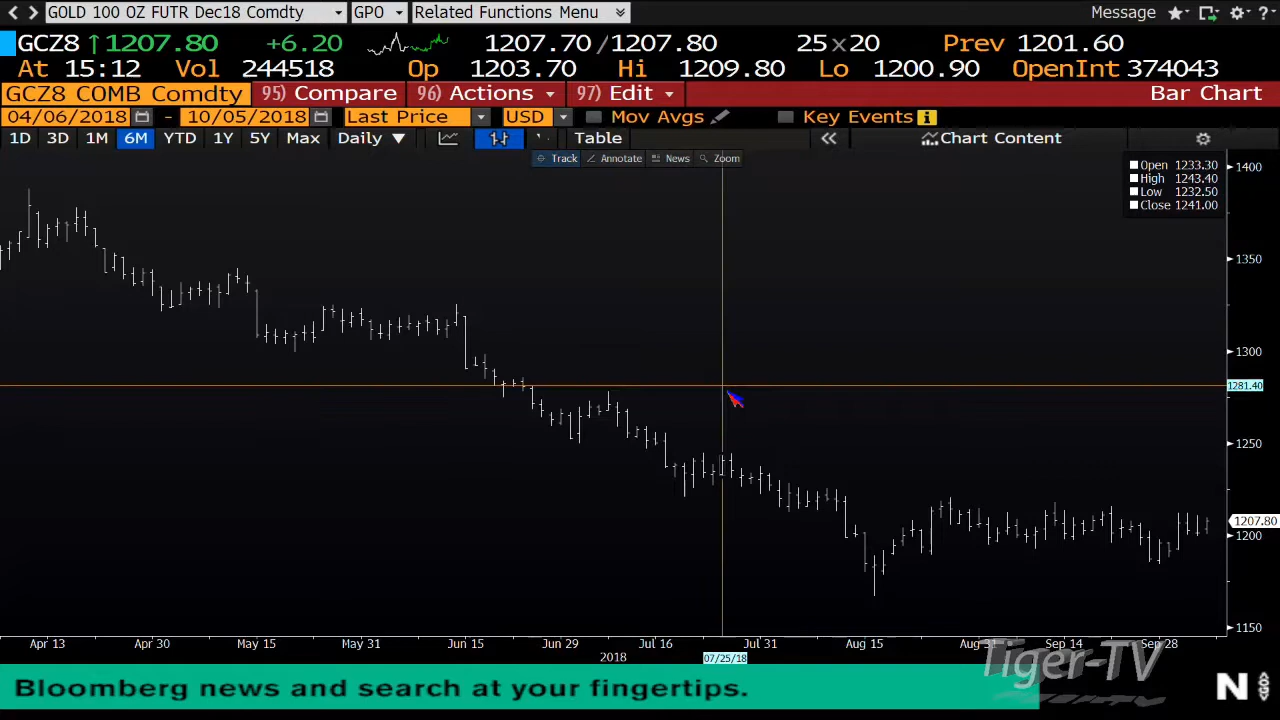 GOLD 100 OZ FUTR Dec18 Comdty GPO Related Functions Menu Message
GCZ8 ↑1207.80 +6.20 1207.70/1207.80 25x20 Prev 1201.60
At 15:12 Vol 244518 Op 1203.70 Hi 1209.80 Lo 1200.90 OpenInt 374043
GCZ8 COMB Comdty 95) Compare 96) Actions 97) Edit Bar Chart
04/06/2018 - 10/05/2018 Last Price USD Mov Avgs Key Events
1D 3D 1M 6M YTD 1Y 5Y Max Daily ▼ Table « Chart Content
Track Annotate News Zoom
Open 1233.30
High 1243.40
Low 1232.50
Close 1241.00
1400
1350
1300
1281.40
1250
1207.80
1200
1150
Apr 13 Apr 30 May 15 May 31 Jun 15 Jun 29 Jul 16 Jul 31 Aug 15 Aug 31 Sep 14 Sep 28
2018 07/25/18
Tiger-TV
Bloomberg news and search at your fingertips.
N